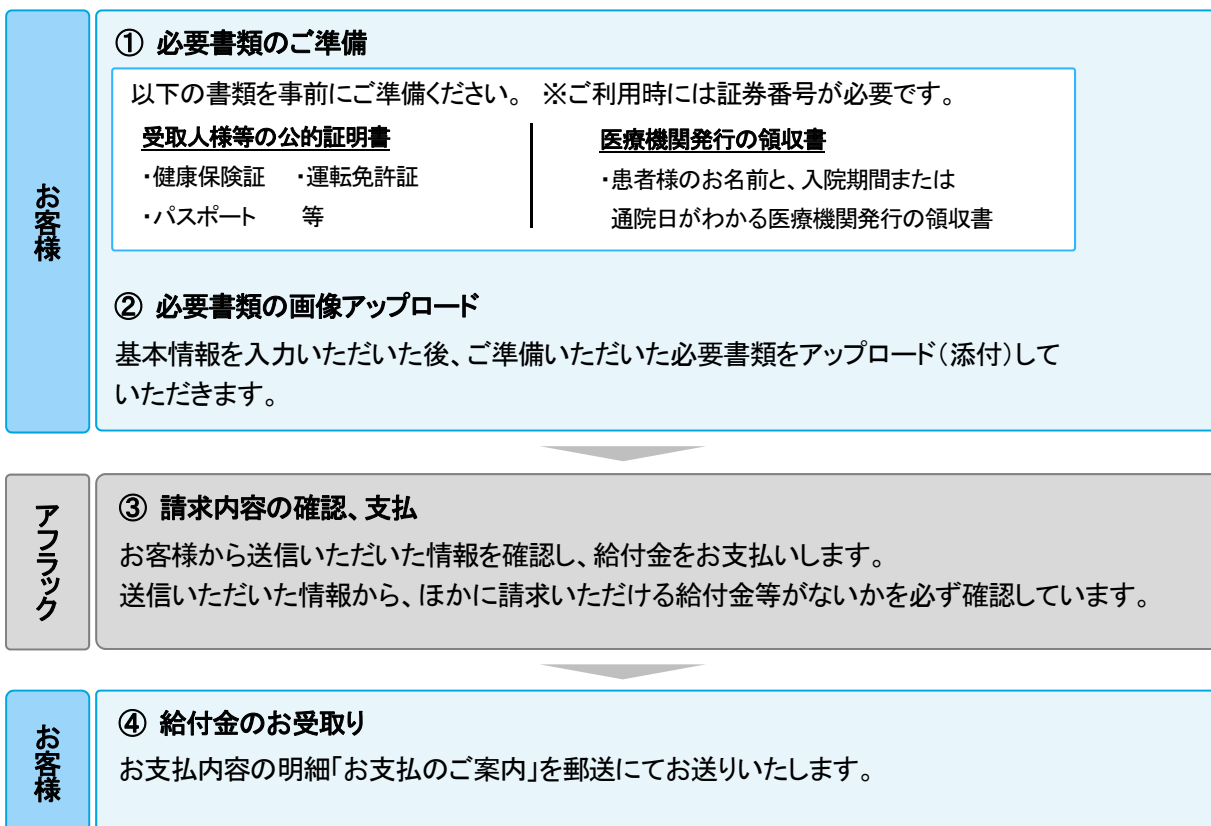 お客様
① 必要書類のご準備
以下の書類を事前にご準備ください。 ※ご利用時には証券番号が必要です。
受取人様等の公的証明書
・健康保険証 ・運転免許証
・パスポート 等
医療機関発行の領収書
・患者様のお名前と、入院期間または
通院日がわかる医療機関発行の領収書
② 必要書類の画像アップロード
基本情報を入力いただいた後、ご準備いただいた必要書類をアップロード（添付）して
いただきます。
アフラック
③ 請求内容の確認、支払
お客様から送信いただいた情報を確認し、給付金をお支払いします。
送信いただいた情報から、ほかに請求いただける給付金等がないかを必ず確認しています。
お客様
④ 給付金のお受取り
お支払内容の明細「お支払のご案内」を郵送にてお送りいたします。